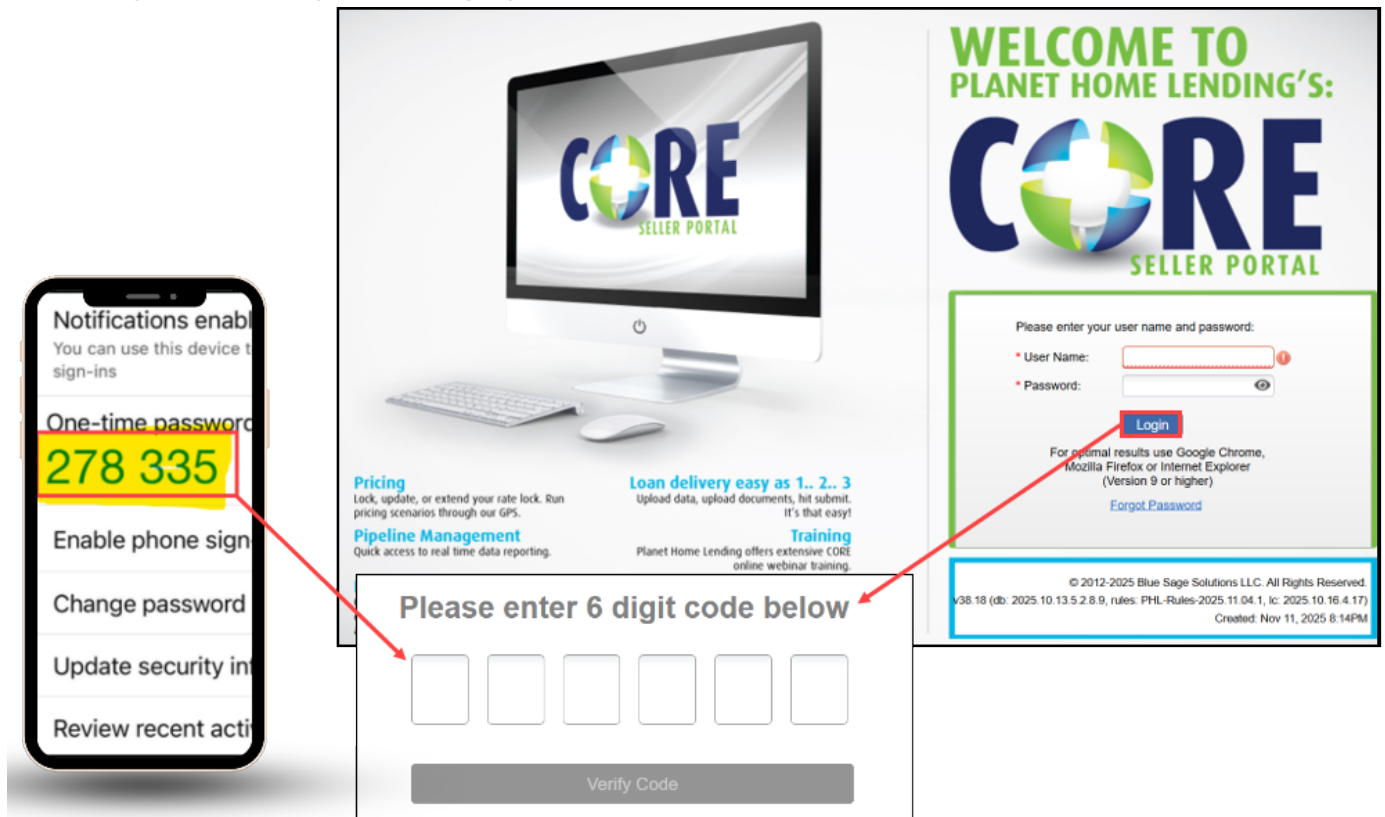 Notifications enabl
You can use this device t
sign-ins
One-time password
278 335
Enable phone sign
Change password
Update security inf
Review recent acti
CORE
SELLER PORTAL
Pricing
Lock, update, or extend your rate lock. Run
pricing scenarios through our GPS.
Pipeline Management
Quick access to real time data reporting.
Loan delivery easy as 1.. 2.. 3
Upload data, upload documents, hit submit.
It's that easy!
Training
Planet Home Lending offers extensive CORE
online webinar training.
WELCOME TO
PLANET HOME LENDING'S:
CORE
SELLER PORTAL
Please enter your user name and password:
* User Name:
* Password:
Login
For optimal results use Google Chrome,
Mozilla Firefox or Internet Explorer
(Version 9 or higher)
Forgot Password
© 2012-2025 Blue Sage Solutions LLC. All Rights Reserved.
v38.18 (db: 2025.10.13.5.2.8.9, rules: PHL-Rules-2025.11.04.1, lc: 2025.10.16.4.17)
Created: Nov 11, 2025 8:14PM
Please enter 6 digit code below
Verify Code